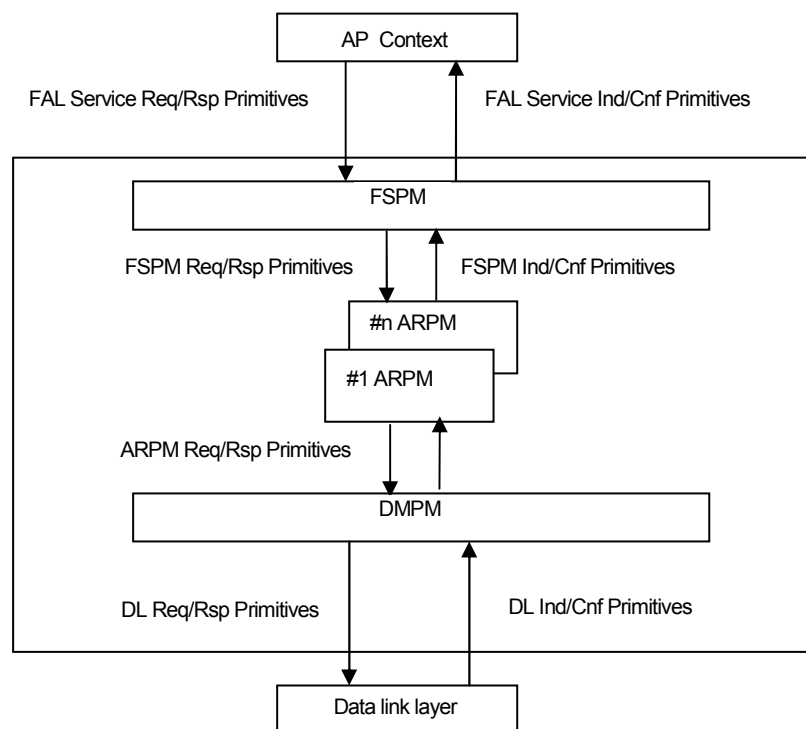 AP Context
FAL Service Req/Rsp Primitives
FAL Service Ind/Cnf Primitives
FSPM
FSPM Req/Rsp Primitives
FSPM Ind/Cnf Primitives
#n ARPM
#1 ARPM
ARPM Req/Rsp Primitives
DMPM
DL Req/Rsp Primitives
DL Ind/Cnf Primitives
Data link layer